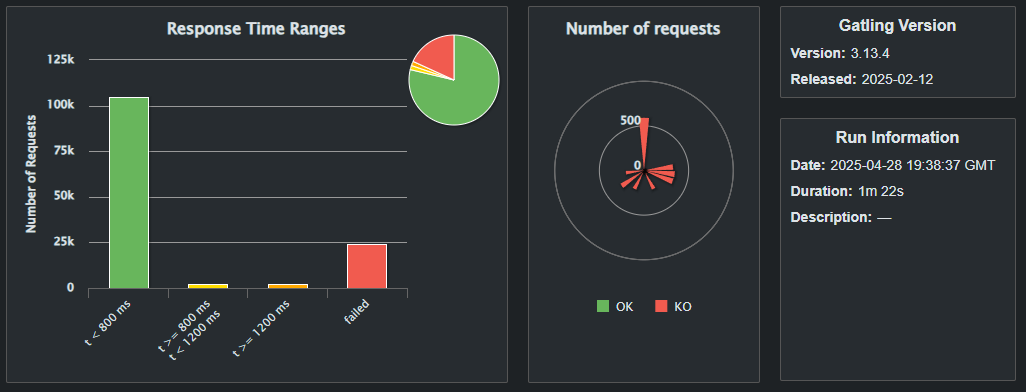 Response Time Ranges
Number of Requests
125k
100k
75k
50k
25k
0
t < 800 ms
t >= 800 ms
t < 1200 ms
t >= 1200 ms
failed
Number of requests
500
0
OK
KO
Gatling Version
Version: 3.13.4
Released: 2025-02-12
Run Information
Date: 2025-04-28 19:38:37 GMT
Duration: 1m 22s
Description: —